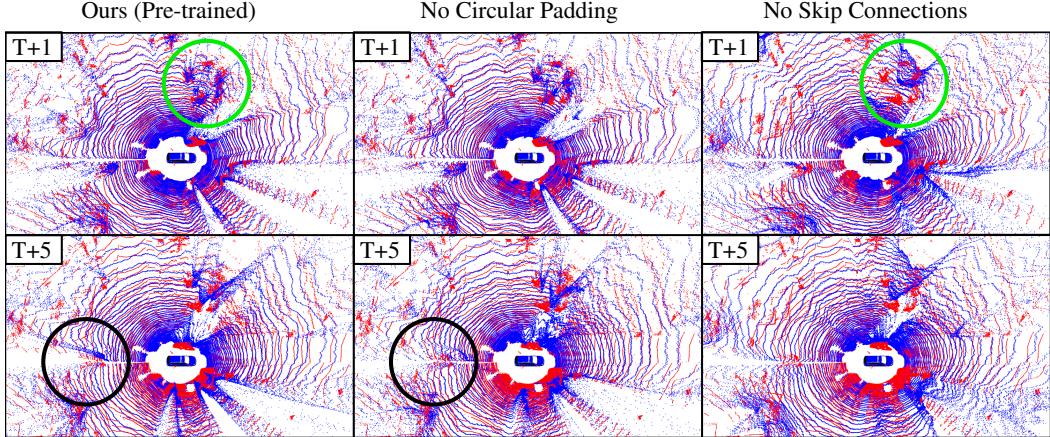 Ours (Pre-trained) No Circular Padding No Skip Connections
T+1 T+1 T+1
T+5 T+5 T+5